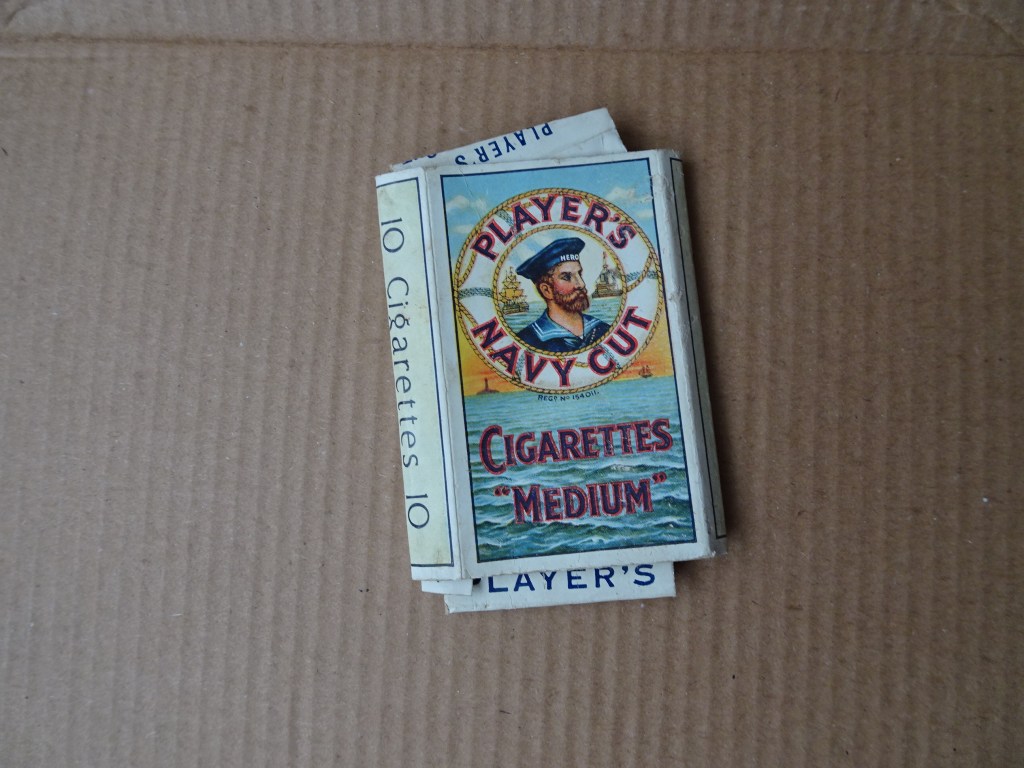 PLAYER'S
PLAYER'S
HERO
NAVY CUT
REGD. No 154011.
CIGARETTES
"MEDIUM"
10 Cigarettes 10
PLAYER'S